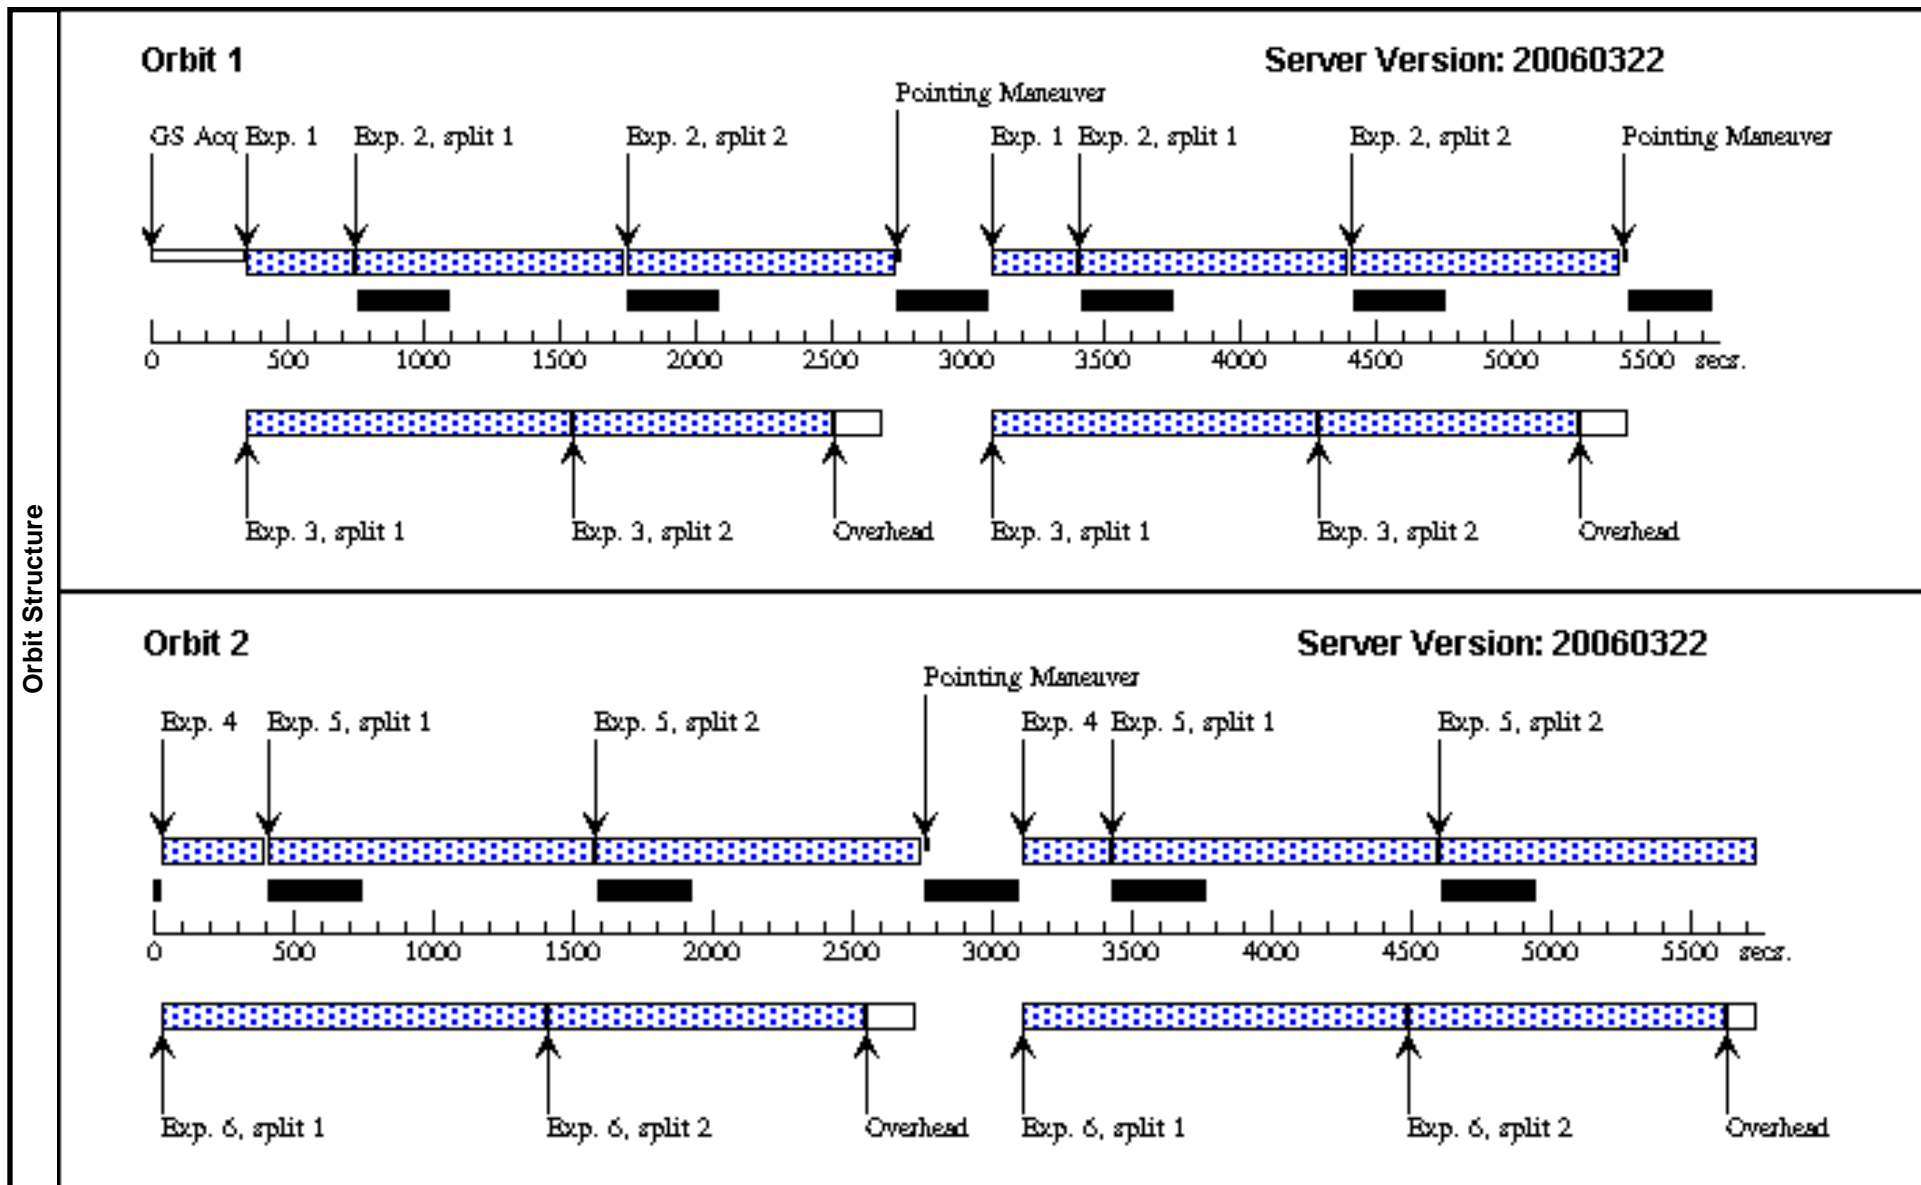 Orbit Structure
Orbit 1 Server Version: 20060322
Pointing Maneuver
GS Acq Exp. 1 Exp. 2, split 1 Exp. 2, split 2 Exp. 1 Exp. 2, split 1 Exp. 2, split 2 Pointing Maneuver
0 500 1000 1500 2000 2500 3000 3500 4000 4500 5000 5500 secs.
Exp. 3, split 1 Exp. 3, split 2 Overhead Exp. 3, split 1 Exp. 3, split 2 Overhead
Orbit 2 Server Version: 20060322
Pointing Maneuver
Exp. 4 Exp. 5, split 1 Exp. 5, split 2 Exp. 4 Exp. 5, split 1 Exp. 5, split 2
0 500 1000 1500 2000 2500 3000 3500 4000 4500 5000 5500 secs.
Exp. 6, split 1 Exp. 6, split 2 Overhead Exp. 6, split 1 Exp. 6, split 2 Overhead